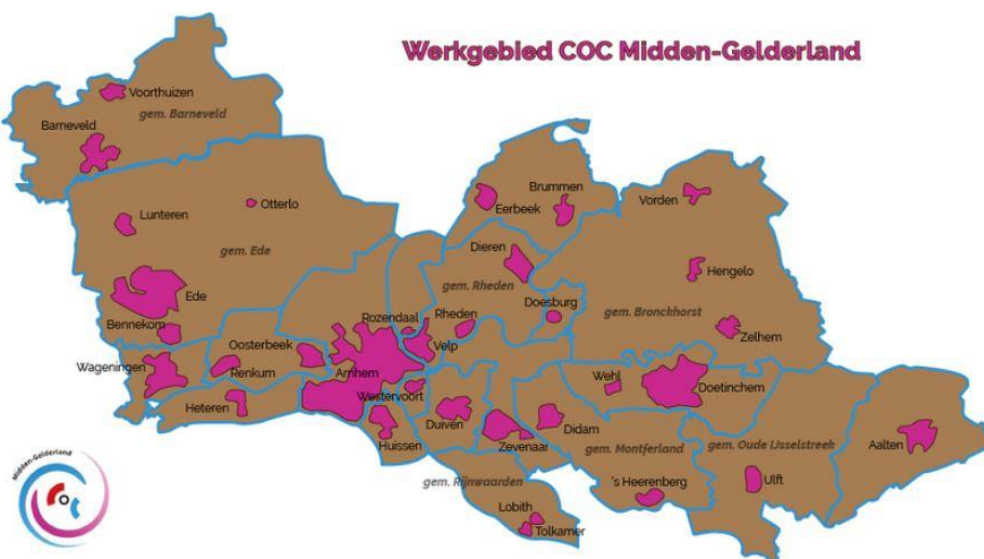 Werkgebied COC Midden-Gelderland
Voorthuizen
gem. Barneveld
Barneveld
Otterlo
Lunteren
gem. Ede
Ede
Bennekom
Brummen
Eerbeek
Vorden
Dieren
gem. Rheden
Hengelo
Doesburg
gem. Bronckhorst
Zelhem
Rozendaal
Rheden
Velp
Oosterbeek
Wageningen
Renkum
Arnhem
Westervoort
Wehl
Doetinchem
Heteren
Huissen
Duiven
Zevenaar
Didam
gem. Montferland
gem. Oude IJsselstreek
Aalten
gem. Rijnwaarden
's Heerenberg
Ulft
Lobith
Tolkamer
Midden-Gelderland
COC